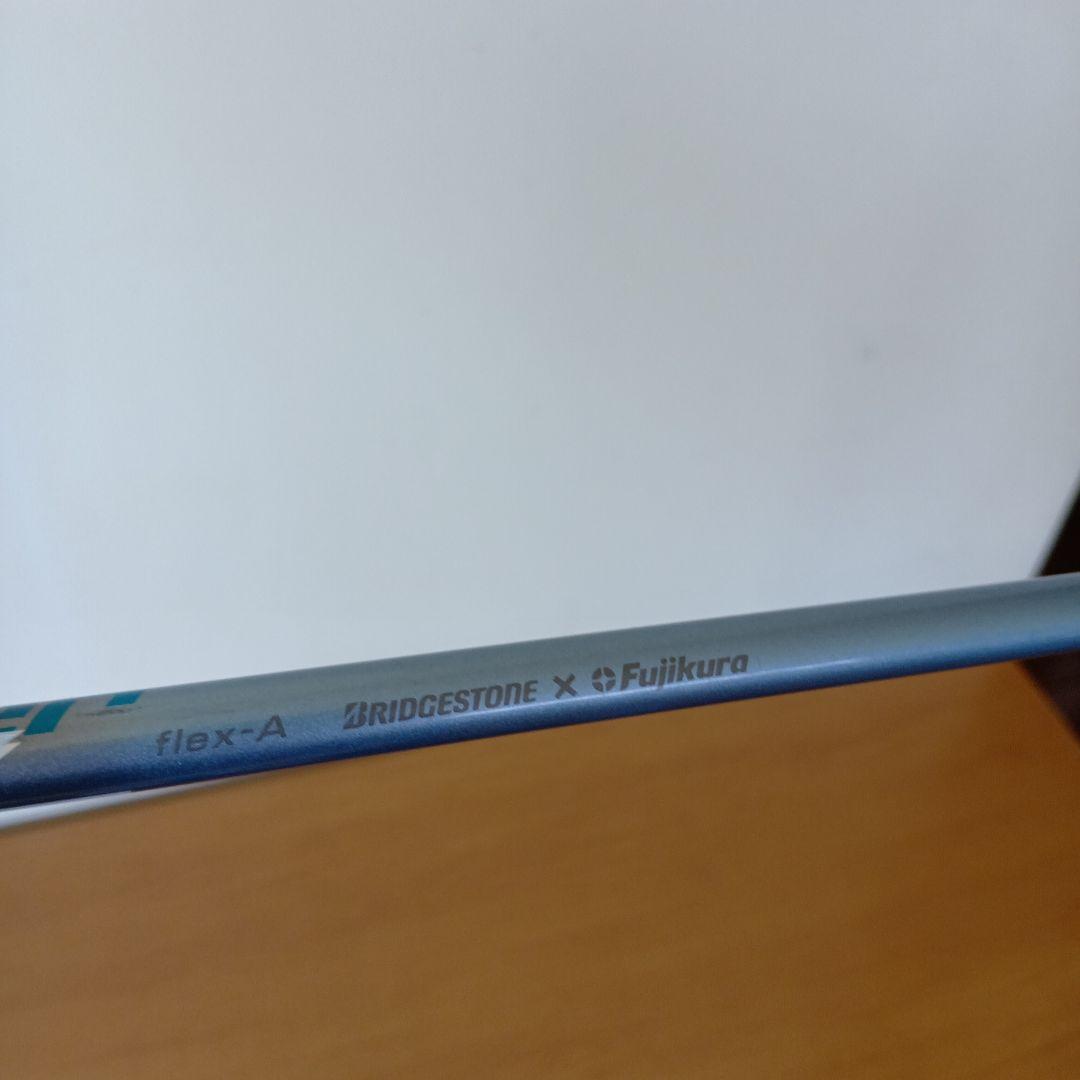 flex-A BRIDGESTONE × Fujikura